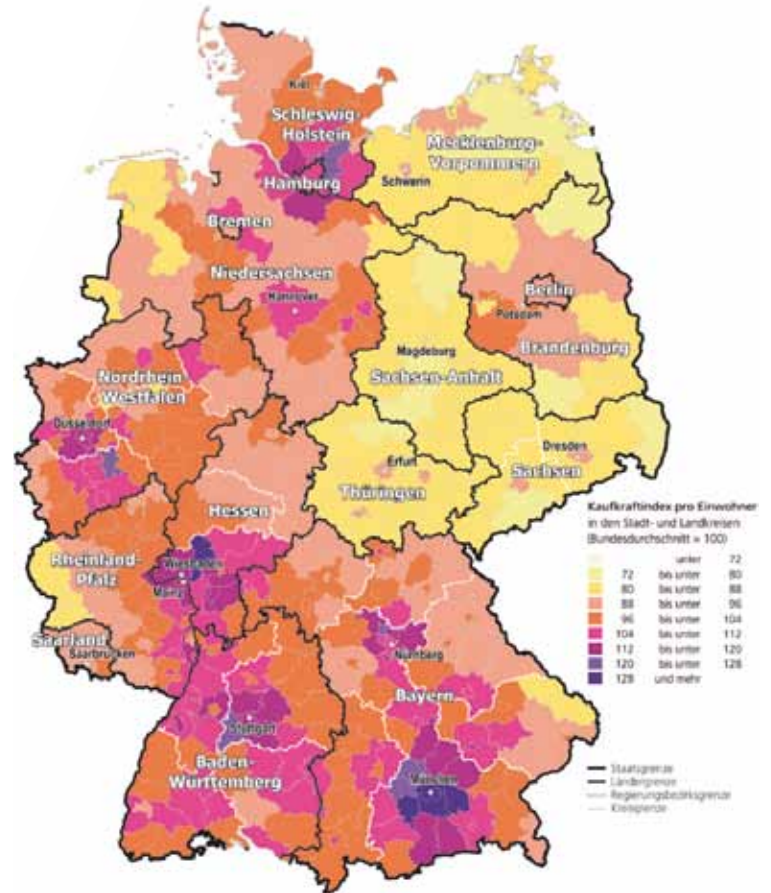 Kiel
Schleswig-
Holstein
Mecklenburg-
Vorpommern
Schwerin
Hamburg
Bremen
Niedersachsen
Hannover
Berlin
Potsdam
Brandenburg
Magdeburg
Sachsen-Anhalt
Nordrhein
Westfalen
Düsseldorf
Dresden
Sachsen
Erfurt
Thüringen
Hessen
Rheinland-
Pfalz
Wiesbaden
Mainz
Saarland
Saarbrücken
Nürnberg
Bayern
Stuttgart
Baden-
Württemberg
München
Kaufkraftindex pro Einwohner
in den Stadt- und Landkreisen
(Bundesdurchschnitt = 100)
unter 72
72 bis unter 80
80 bis unter 88
88 bis unter 96
96 bis unter 104
104 bis unter 112
112 bis unter 120
120 bis unter 128
128 und mehr
Staatsgrenze
Ländergrenze
Regierungsbezirksgrenze
Kreisgrenze